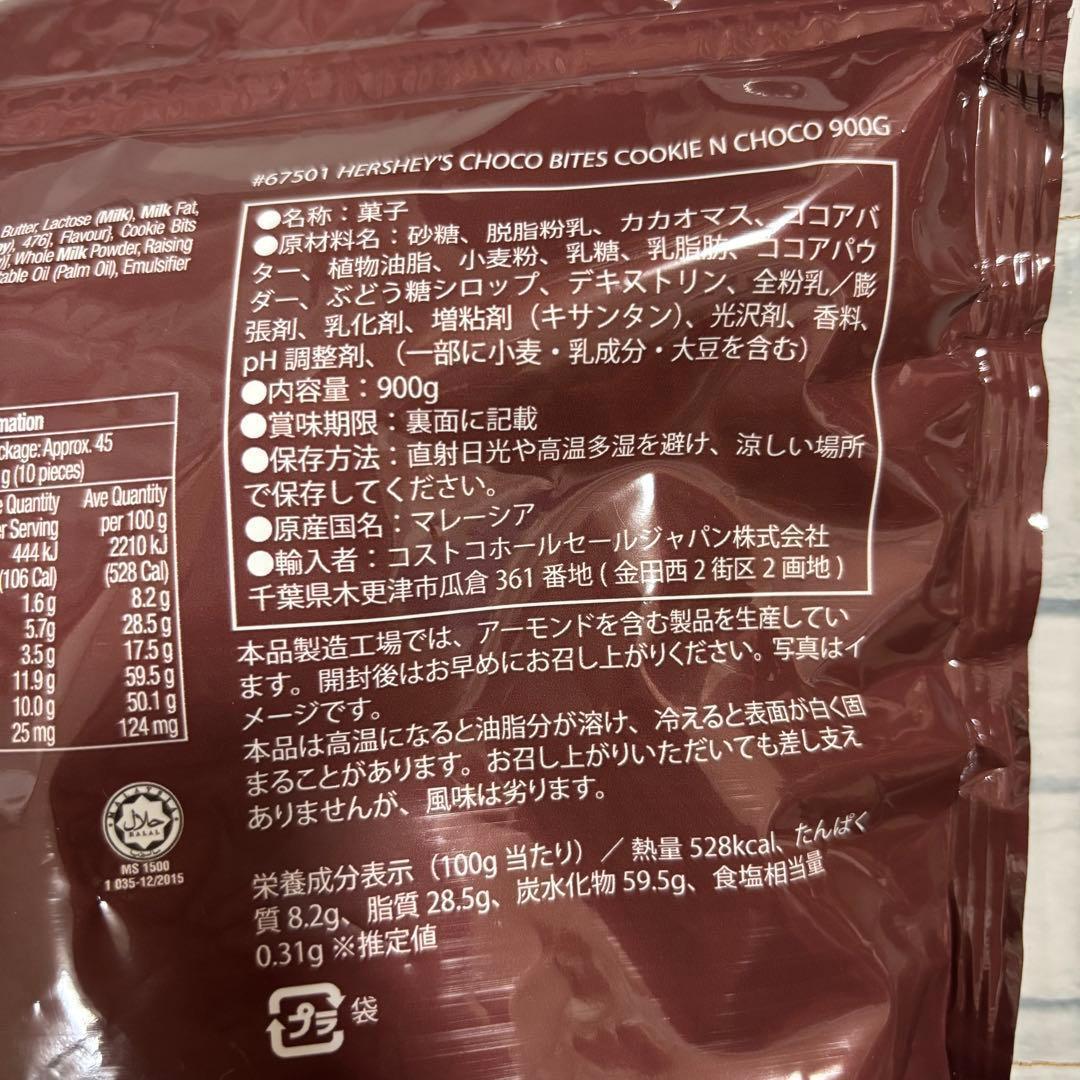 #67501 HERSHEY'S CHOCO BITES COOKIE N CHOCO 900G
●名称：菓子
●原材料名：砂糖、脱脂粉乳、カカオマス、ココアバ
ター、植物油脂、小麦粉、乳糖、乳脂肪、ココアパウ
ダー、ぶどう糖シロップ、デキストリン、全粉乳／膨
張剤、乳化剤、増粘剤（キサンタン）、光沢剤、香料、
pH 調整剤、（一部に小麦・乳成分・大豆を含む）
●内容量：900g
●賞味期限：裏面に記載
●保存方法：直射日光や高温多湿を避け、涼しい場所
で保存してください。
●原産国名：マレーシア
●輸入者：コストコホールセールジャパン株式会社
千葉県木更津市瓜倉 361 番地 ( 金田西 2 街区 2 画地 )
本品製造工場では、アーモンドを含む製品を生産してい
ます。開封後はお早めにお召し上がりください。写真はイ
メージです。
本品は高温になると油脂分が溶け、冷えると表面が白く固
まることがあります。お召し上がりいただいても差し支え
ありませんが、風味は劣ります。
栄養成分表示（100g 当たり）／熱量 528kcal、たんぱく
質 8.2g、脂質 28.5g、炭水化物 59.5g、食塩相当量
0.31g ※推定値
プラ 袋
Butter, Lactose (Milk), Milk Fat,
476], Flavour}, Cookie Bits
Whole Milk Powder, Raising
Oil (Palm Oil), Emulsifier
Approx. 45
g (10 pieces)
Quantity Ave Quantity
Serving per 100 g
444 kJ 2210 kJ
(106 Cal) (528 Cal)
1.6 g 8.2 g
5.7g 28.5 g
3.5 g 17.5 g
11.9 g 59.5 g
10.0 g 50.1 g
25 mg 124 mg
MALAYSIA
حلال
HALAL
MS 1500
1 035-12/2015